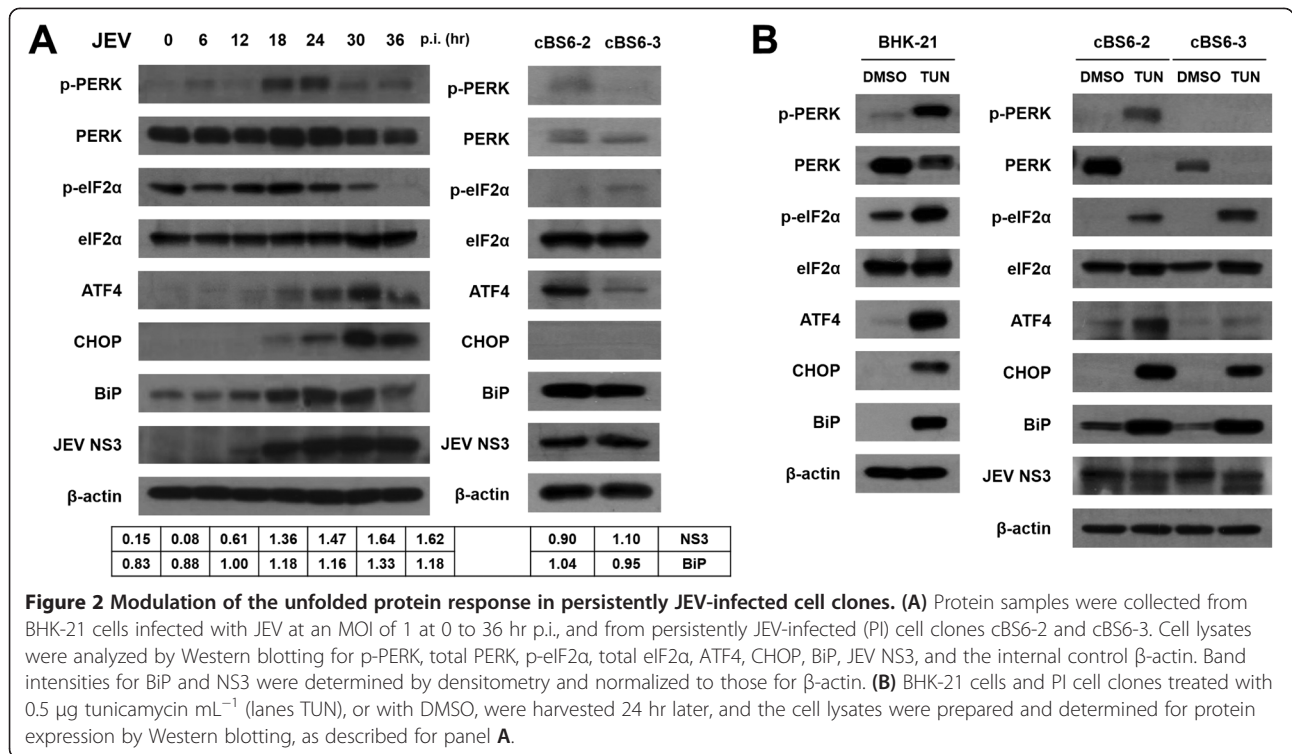 A
JEV 0 6 12 18 24 30 36 p.i. (hr) cBS6-2 cBS6-3
p-PERK p-PERK
PERK PERK
p-eIF2α p-eIF2α
eIF2α eIF2α
ATF4 ATF4
CHOP CHOP
BiP BiP
JEV NS3 JEV NS3
β-actin β-actin
0.15 0.08 0.61 1.36 1.47 1.64 1.62 0.90 1.10 NS3
0.83 0.88 1.00 1.18 1.16 1.33 1.18 1.04 0.95 BiP
B
BHK-21 cBS6-2 cBS6-3
DMSO TUN DMSO TUN DMSO TUN
p-PERK p-PERK
PERK PERK
p-eIF2α p-eIF2α
eIF2α eIF2α
ATF4 ATF4
CHOP CHOP
BiP BiP
β-actin JEV NS3
β-actin
Figure 2 Modulation of the unfolded protein response in persistently JEV-infected cell clones. (A) Protein samples were collected from
BHK-21 cells infected with JEV at an MOI of 1 at 0 to 36 hr p.i., and from persistently JEV-infected (PI) cell clones cBS6-2 and cBS6-3. Cell lysates
were analyzed by Western blotting for p-PERK, total PERK, p-eIF2α, total eIF2α, ATF4, CHOP, BiP, JEV NS3, and the internal control β-actin. Band
intensities for BiP and NS3 were determined by densitometry and normalized to those for β-actin. (B) BHK-21 cells and PI cell clones treated with
0.5 μg tunicamycin mL⁻¹ (lanes TUN), or with DMSO, were harvested 24 hr later, and the cell lysates were prepared and determined for protein
expression by Western blotting, as described for panel A.